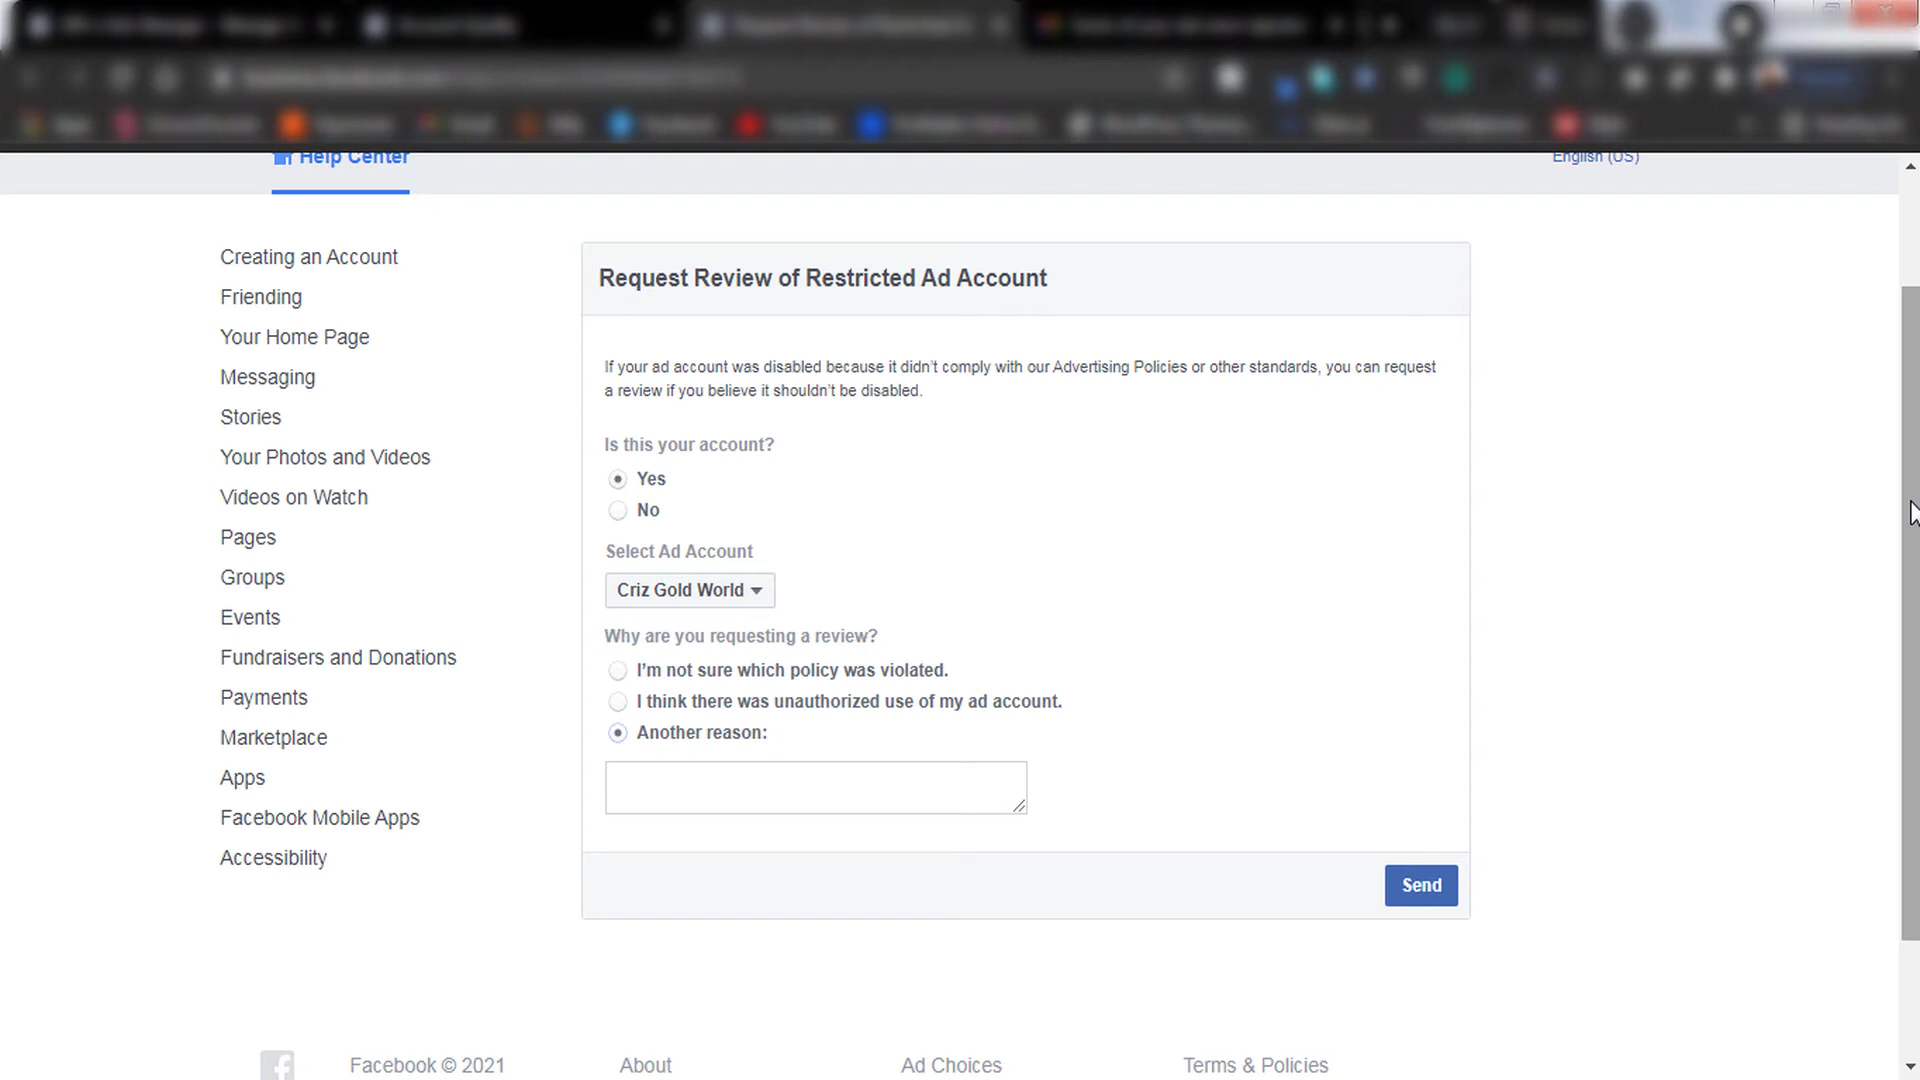 Help Center
English (US)
Creating an Account
Friending
Your Home Page
Messaging
Stories
Your Photos and Videos
Videos on Watch
Pages
Groups
Events
Fundraisers and Donations
Payments
Marketplace
Apps
Facebook Mobile Apps
Accessibility
Request Review of Restricted Ad Account
If your ad account was disabled because it didn't comply with our Advertising Policies or other standards, you can request
a review if you believe it shouldn't be disabled.
Is this your account?
Yes
No
Select Ad Account
Criz Gold World
Why are you requesting a review?
I'm not sure which policy was violated.
I think there was unauthorized use of my ad account.
Another reason:
Send
Facebook © 2021
About
Ad Choices
Terms & Policies